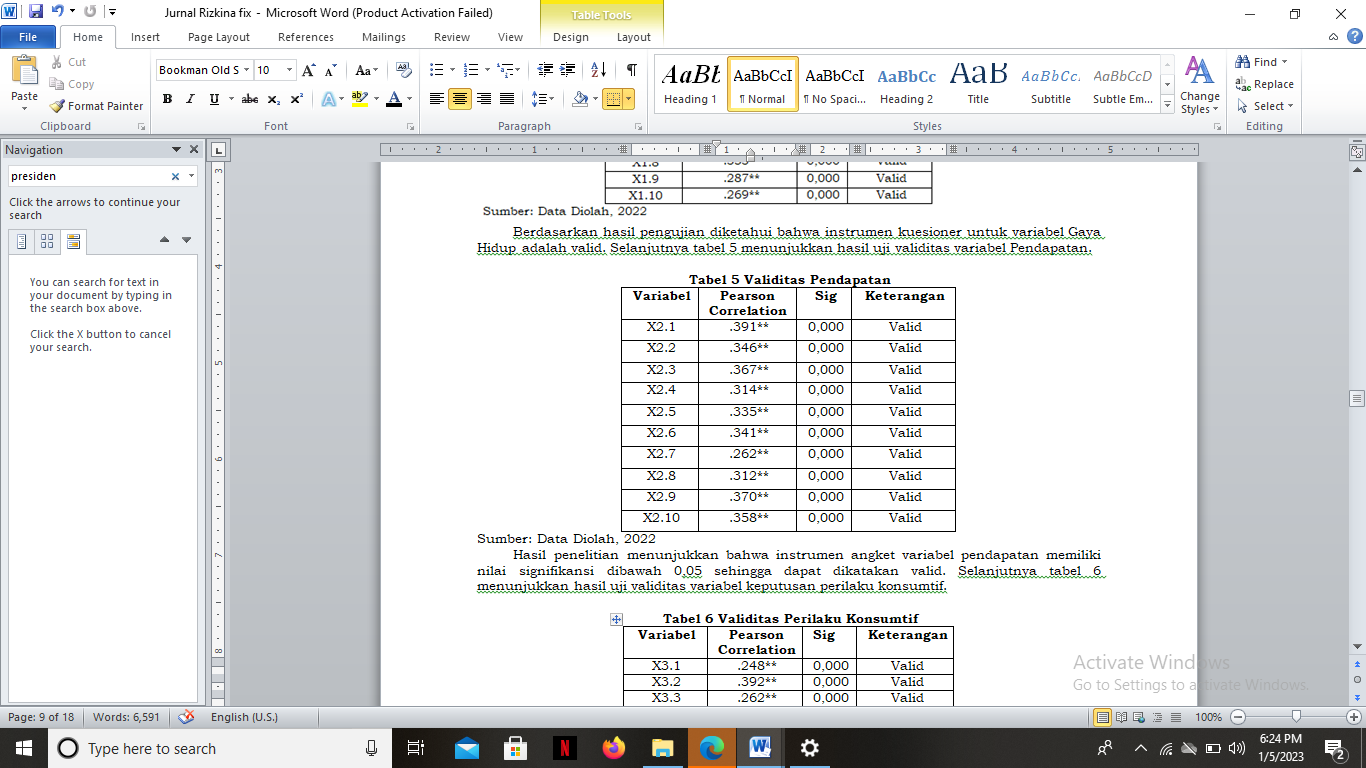 Jurnal Rizkina fix - Microsoft Word (Product Activation Failed)
Table Tools
File Home Insert Page Layout References Mailings Review View Design Layout
Paste
Cut
Copy
Format Painter
Clipboard
Bookman Old S 10
Font
Paragraph
AaBb AaBbCcI AaBbCcI AaBbCc AaB AaBbCc. AaBbCcD
Heading 1 ¶ Normal ¶ No Spaci... Heading 2 Title Subtitle Subtle Em...
Change
Styles
Styles
Find
Replace
Select
Editing
Navigation
presiden
Click the arrows to continue your
search
You can search for text in
your document by typing in
the search box above.
Click the X button to cancel
your search.
X1.8 0,000 Valid
X1.9 .287** 0,000 Valid
X1.10 .269** 0,000 Valid
Sumber: Data Diolah, 2022
Berdasarkan hasil pengujian diketahui bahwa instrumen kuesioner untuk variabel Gaya
Hidup adalah valid. Selanjutnya tabel 5 menunjukkan hasil uji validitas variabel Pendapatan.
Tabel 5 Validitas Pendapatan
Variabel Pearson Sig Keterangan
Correlation
X2.1 .391** 0,000 Valid
X2.2 .346** 0,000 Valid
X2.3 .367** 0,000 Valid
X2.4 .314** 0,000 Valid
X2.5 .335** 0,000 Valid
X2.6 .341** 0,000 Valid
X2.7 .262** 0,000 Valid
X2.8 .312** 0,000 Valid
X2.9 .370** 0,000 Valid
X2.10 .358** 0,000 Valid
Sumber: Data Diolah, 2022
Hasil penelitian menunjukkan bahwa instrumen angket variabel pendapatan memiliki
nilai signifikansi dibawah 0,05 sehingga dapat dikatakan valid. Selanjutnya tabel 6
menunjukkan hasil uji validitas variabel keputusan perilaku konsumtif.
Tabel 6 Validitas Perilaku Konsumtif
Variabel Pearson Sig Keterangan
Correlation
X3.1 .248** 0,000 Valid
X3.2 .392** 0,000 Valid
X3.3 .262** 0,000 Valid
Activate Windows
Go to Settings to activate Windows.
Page: 9 of 18 Words: 6,591 English (U.S.) 100%
Type here to search
6:24 PM
1/5/2023
2